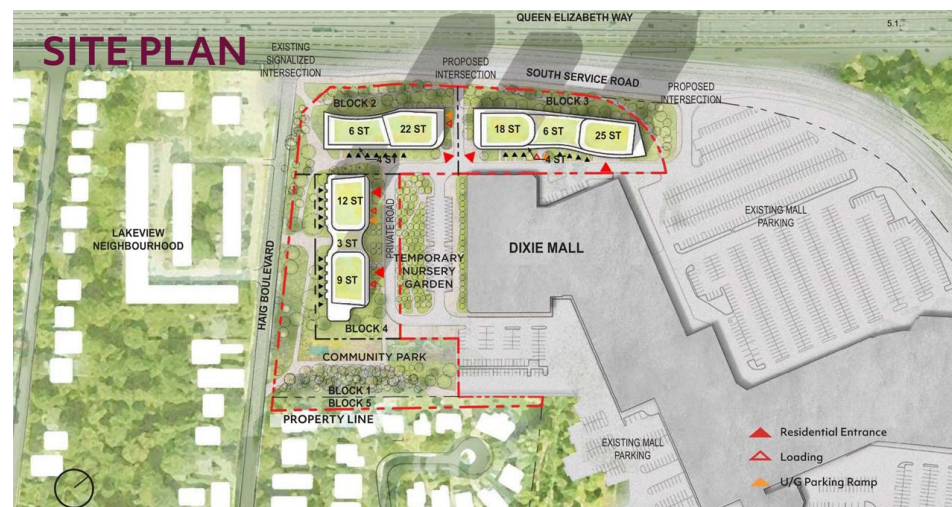 QUEEN ELIZABETH WAY
5.1.
SITE PLAN
EXISTING
SIGNALIZED
INTERSECTION
PROPOSED
INTERSECTION
SOUTH SERVICE ROAD
PROPOSED
INTERSECTION
BLOCK 2
BLOCK 3
6 ST
22 ST
18 ST
6 ST
25 ST
4 ST
4 ST
12 ST
3 ST
9 ST
PRIVATE ROAD
EXISTING MALL
PARKING
LAKEVIEW
NEIGHBOURHOOD
HAIG BOULEVARD
DIXIE MALL
TEMPORARY
NURSERY
GARDEN
BLOCK 4
COMMUNITY PARK
BLOCK 1
BLOCK 5
PROPERTY LINE
EXISTING MALL
PARKING
Residential Entrance
Loading
U/G Parking Ramp